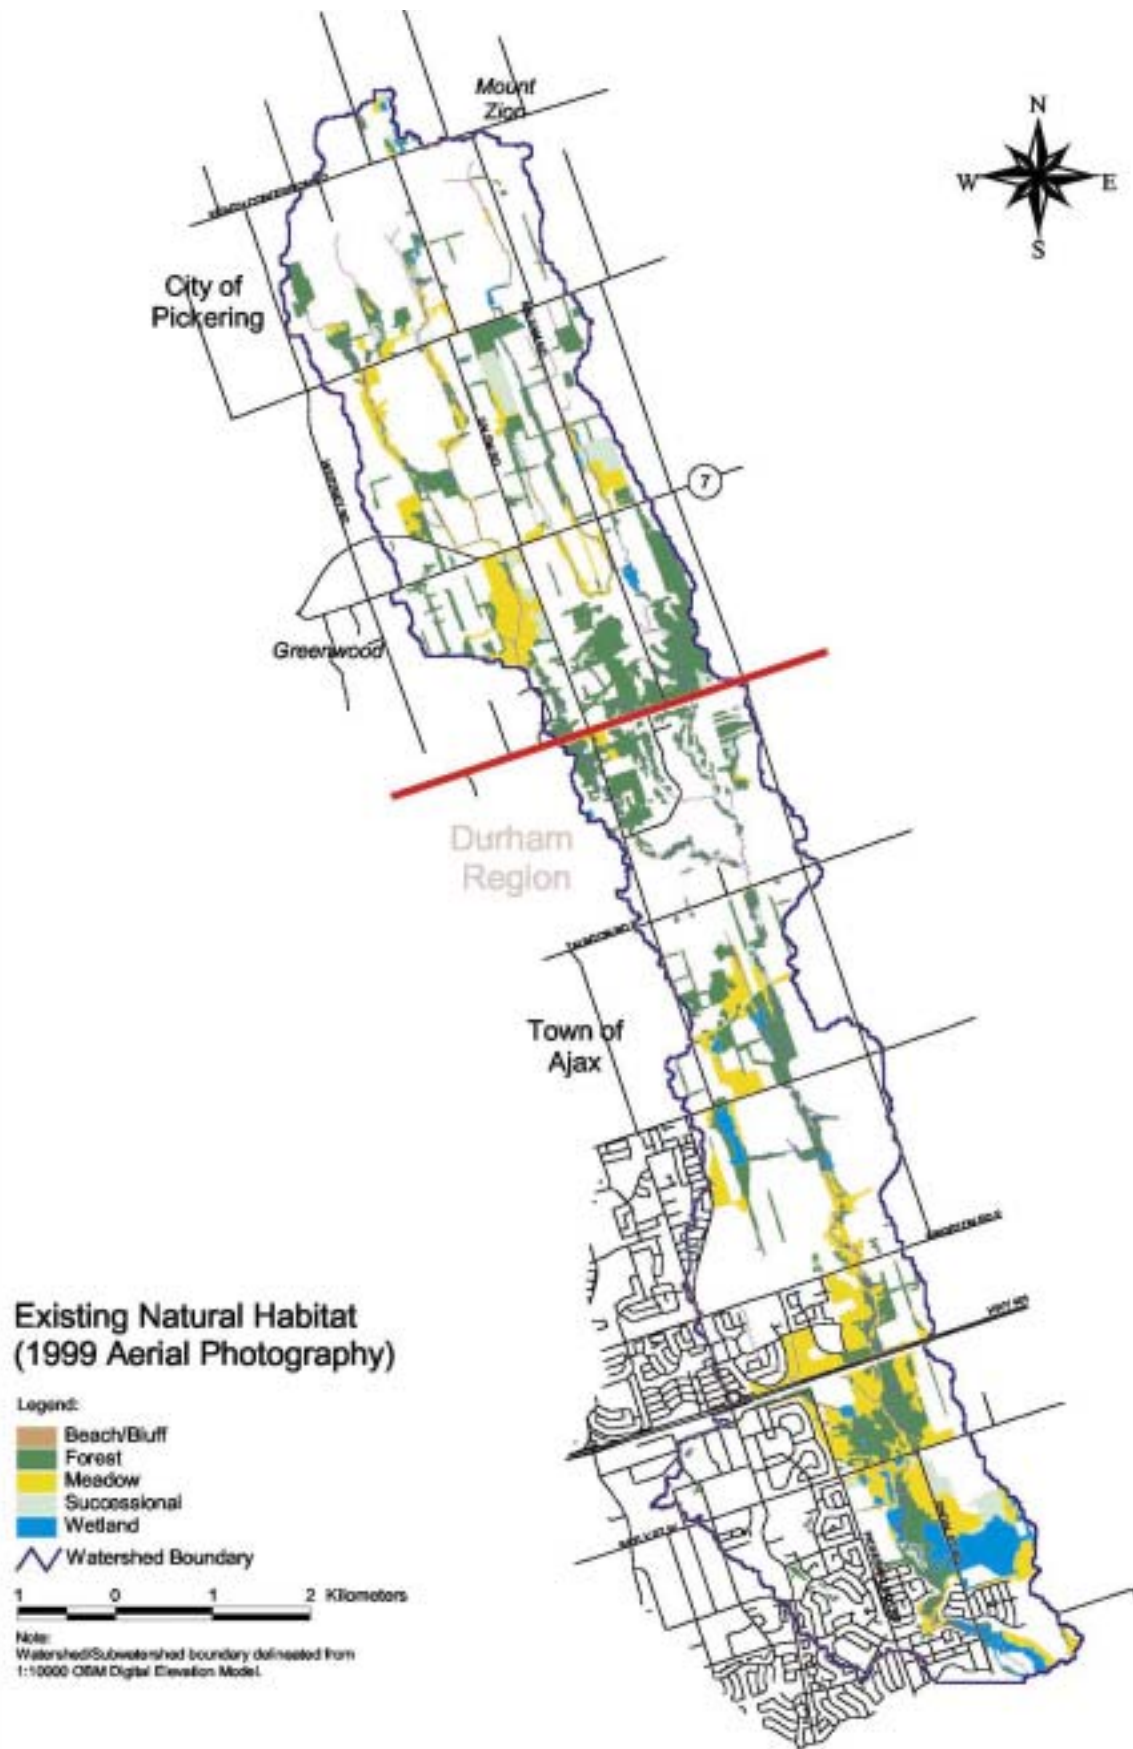 Mount
Zion
N
W
E
S
City of
Pickering
7
Greenwood
Durham
Region
Town of
Ajax
Existing Natural Habitat
(1999 Aerial Photography)
Legend:
Beach/Bluff
Forest
Meadow
Successional
Wetland
Watershed Boundary
1 0 1 2 Kilometers
Note:
Watershed/Subwatershed boundary delineated from
1:10000 OBM Digital Elevation Model.